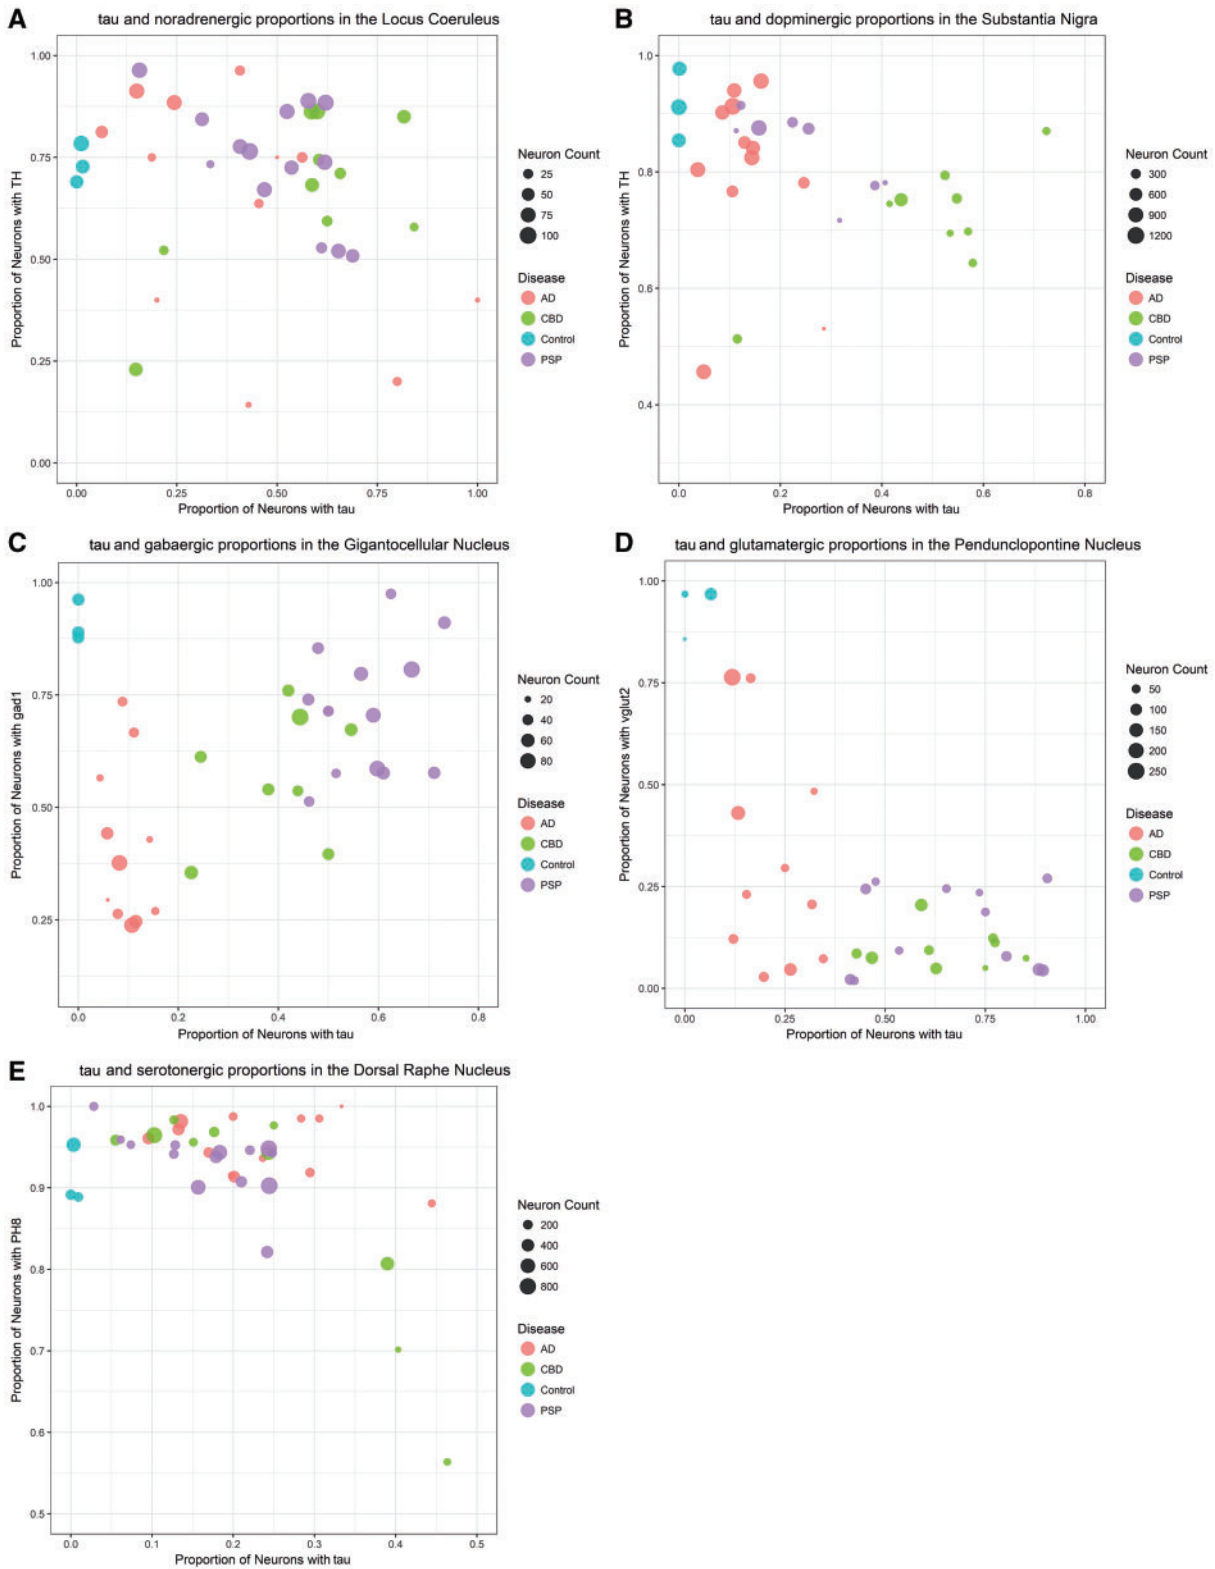 A
tau and noradrenergic proportions in the Locus Coeruleus
1.00
0.75
0.50
0.25
0.00
Proportion of Neurons with TH
0.00 0.25 0.50 0.75 1.00
Proportion of Neurons with tau
Neuron Count
25
50
75
100
Disease
AD
CBD
Control
PSP
B
tau and dopminergic proportions in the Substantia Nigra
1.0
0.8
0.6
0.4
Proportion of Neurons with TH
0.0 0.2 0.4 0.6 0.8
Proportion of Neurons with tau
Neuron Count
300
600
900
1200
Disease
AD
CBD
Control
PSP
C
tau and gabaergic proportions in the Gigantocellular Nucleus
1.00
0.75
0.50
0.25
Proportion of Neurons with gad1
0.0 0.2 0.4 0.6 0.8
Proportion of Neurons with tau
Neuron Count
20
40
60
80
Disease
AD
CBD
Control
PSP
D
tau and glutamatergic proportions in the Pendunclopontine Nucleus
1.00
0.75
0.50
0.25
0.00
Proportion of Neurons with vglut2
0.00 0.25 0.50 0.75 1.00
Proportion of Neurons with tau
Neuron Count
50
100
150
200
250
Disease
AD
CBD
Control
PSP
E
tau and serotonergic proportions in the Dorsal Raphe Nucleus
1.0
0.9
0.8
0.7
0.6
0.5
Proportion of Neurons with PH8
0.0 0.1 0.2 0.3 0.4 0.5
Proportion of Neurons with tau
Neuron Count
200
400
600
800
Disease
AD
CBD
Control
PSP